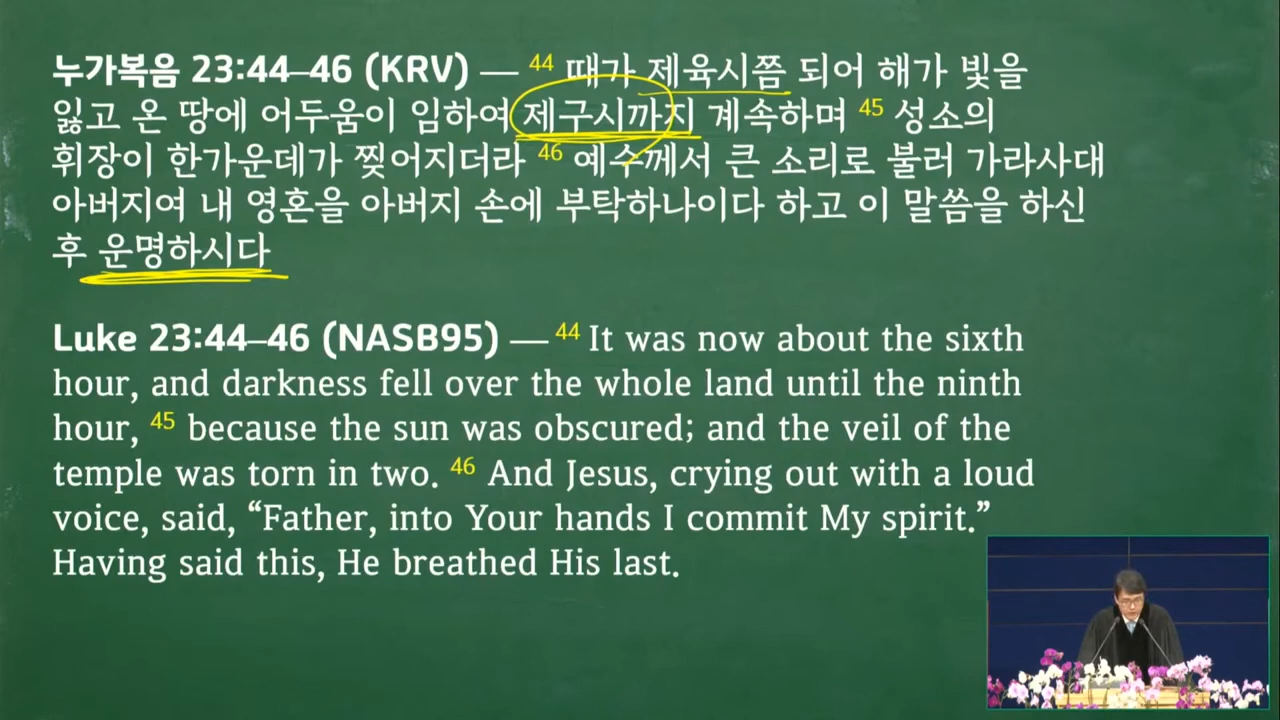 누가복음 23:44–46 (KRV) — 44 때가 제육시쯤 되어 해가 빛을
잃고 온 땅에 어두움이 임하여 제구시까지 계속하며 45 성소의
휘장이 한가운데가 찢어지더라 46 예수께서 큰 소리로 불러 가라사대
아버지여 내 영혼을 아버지 손에 부탁하나이다 하고 이 말씀을 하신
후 운명하시다
Luke 23:44–46 (NASB95) — 44 It was now about the sixth
hour, and darkness fell over the whole land until the ninth
hour, 45 because the sun was obscured; and the veil of the
temple was torn in two. 46 And Jesus, crying out with a loud
voice, said, “Father, into Your hands I commit My spirit.”
Having said this, He breathed His last.